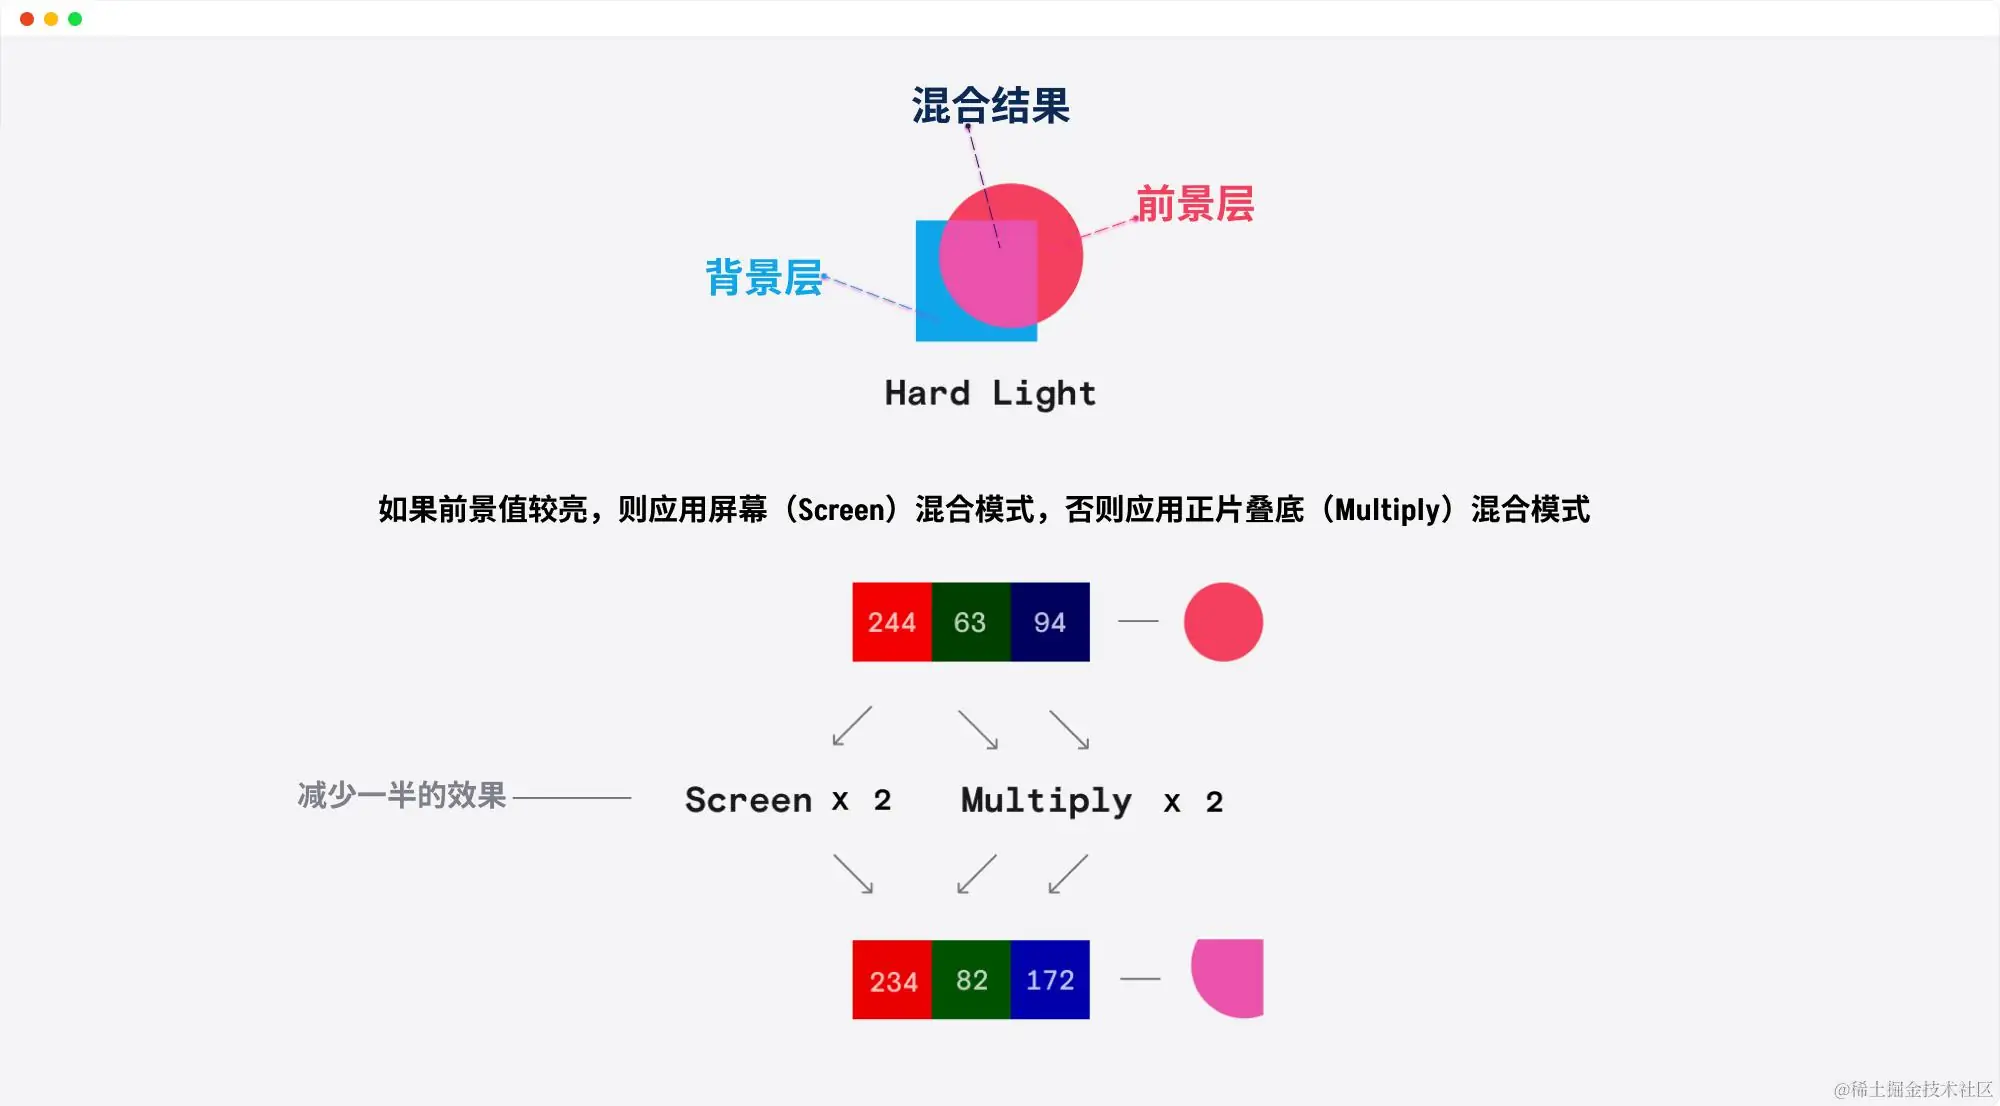 混合结果
前景层
背景层
Hard Light
如果前景值较亮，则应用屏幕（Screen）混合模式，否则应用正片叠底（Multiply）混合模式
244 63 94
减少一半的效果 Screen x 2 Multiply x 2
234 82 172
@稀土掘金技术社区